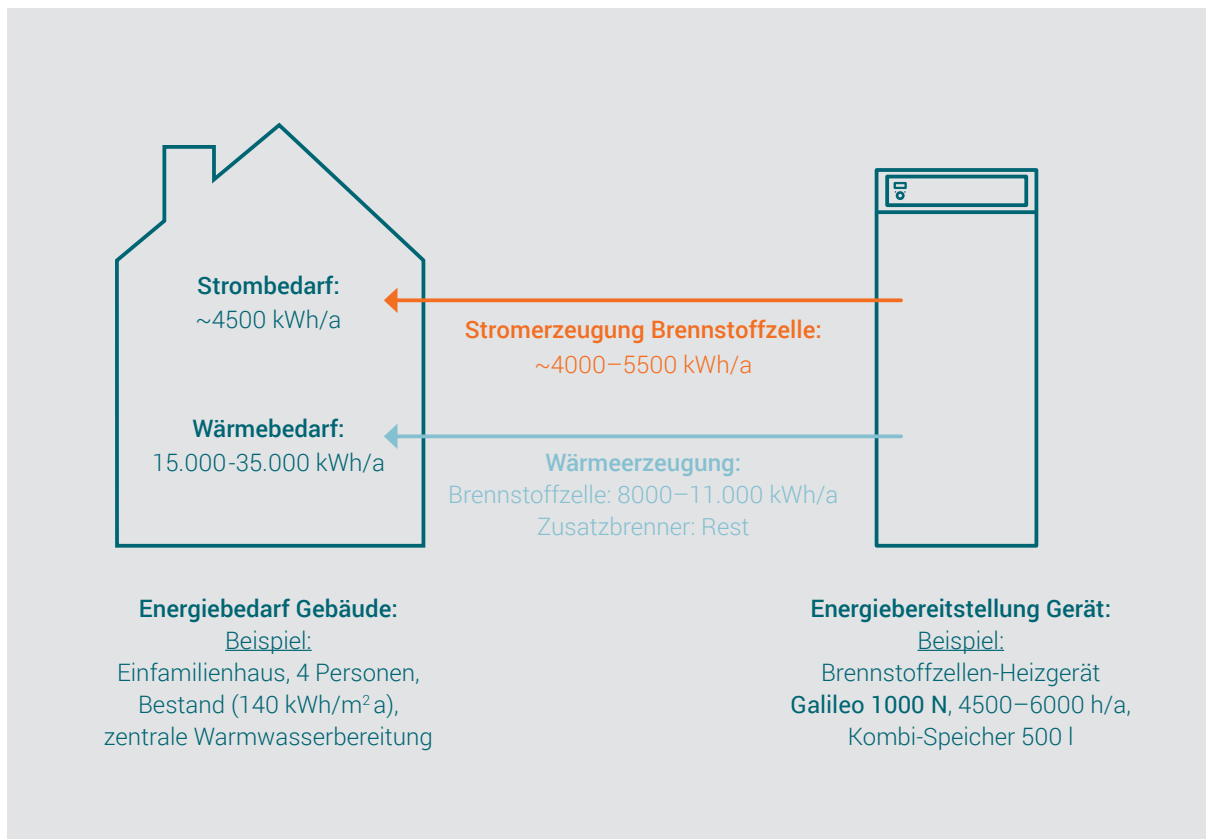 Strombedarf:
~4500 kWh/a
Stromerzeugung Brennstoffzelle:
~4000–5500 kWh/a
Wärmebedarf:
15.000-35.000 kWh/a
Wärmeerzeugung:
Brennstoffzelle: 8000–11.000 kWh/a
Zusatzbrenner: Rest
Energiebedarf Gebäude:
Beispiel:
Einfamilienhaus, 4 Personen,
Bestand (140 kWh/m² a),
zentrale Warmwasserbereitung
Energiebereitstellung Gerät:
Beispiel:
Brennstoffzellen-Heizgerät
Galileo 1000 N, 4500–6000 h/a,
Kombi-Speicher 500 l